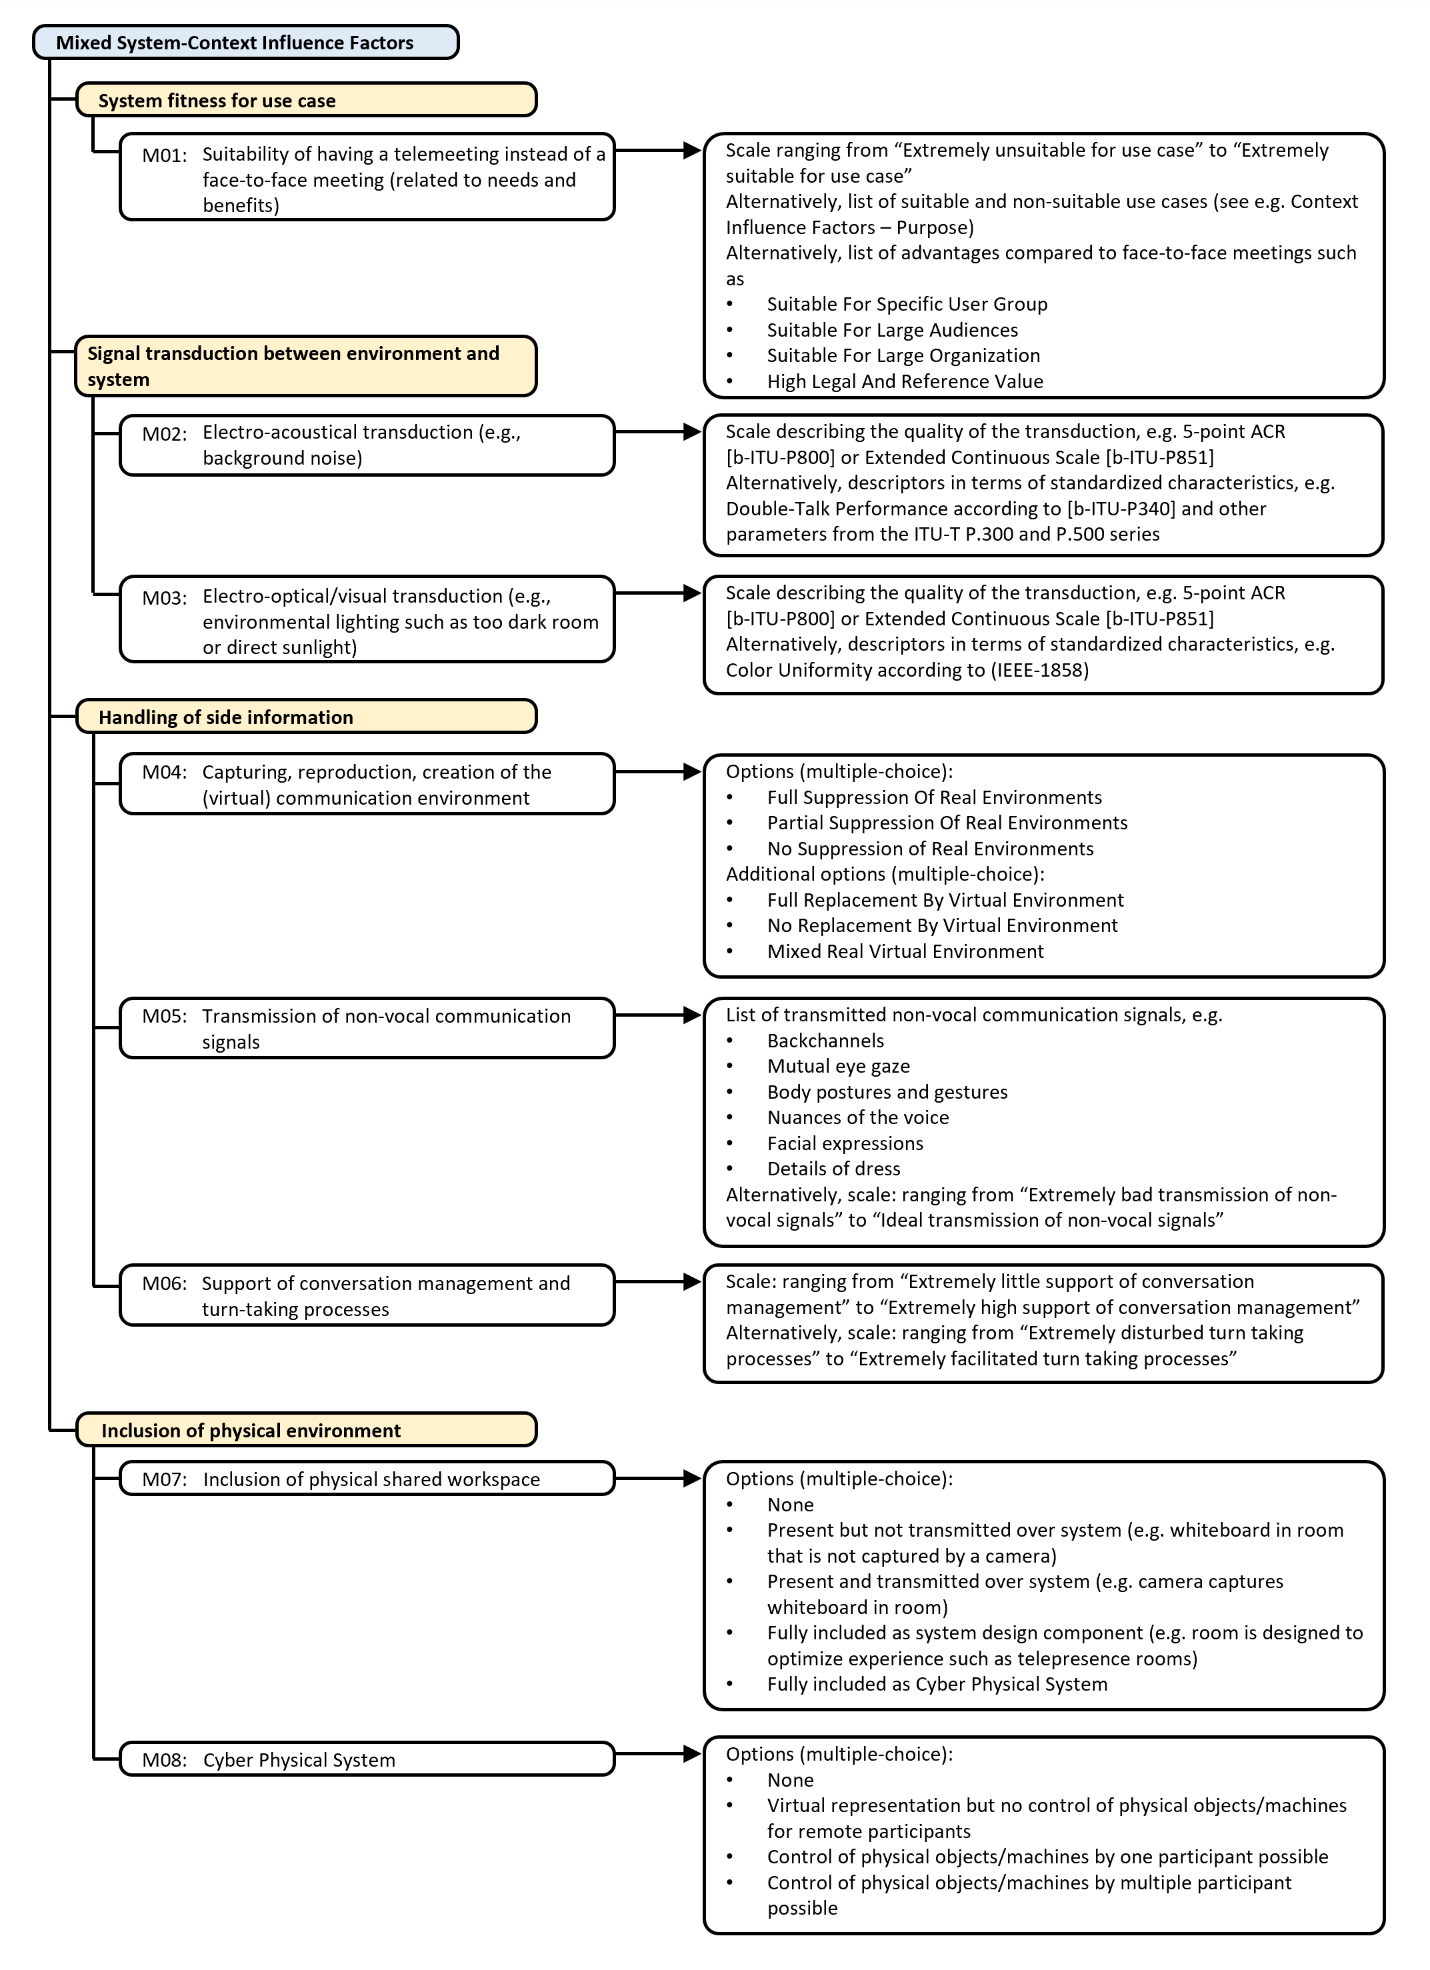 Mixed System-Context Influence Factors
System fitness for use case
M01: Suitability of having a telemeeting instead of a
face-to-face meeting (related to needs and
benefits)
Scale ranging from “Extremely unsuitable for use case” to “Extremely
suitable for use case”
Alternatively, list of suitable and non-suitable use cases (see e.g. Context
Influence Factors – Purpose)
Alternatively, list of advantages compared to face-to-face meetings such
as
• Suitable For Specific User Group
• Suitable For Large Audiences
• Suitable For Large Organization
• High Legal And Reference Value
Signal transduction between environment and
system
M02: Electro-acoustical transduction (e.g.,
background noise)
Scale describing the quality of the transduction, e.g. 5-point ACR
[b-ITU-P800] or Extended Continuous Scale [b-ITU-P851]
Alternatively, descriptors in terms of standardized characteristics, e.g.
Double-Talk Performance according to [b-ITU-P340] and other
parameters from the ITU-T P.300 and P.500 series
M03: Electro-optical/visual transduction (e.g.,
environmental lighting such as too dark room
or direct sunlight)
Scale describing the quality of the transduction, e.g. 5-point ACR
[b-ITU-P800] or Extended Continuous Scale [b-ITU-P851]
Alternatively, descriptors in terms of standardized characteristics, e.g.
Color Uniformity according to (IEEE-1858)
Handling of side information
M04: Capturing, reproduction, creation of the
(virtual) communication environment
Options (multiple-choice):
• Full Suppression Of Real Environments
• Partial Suppression Of Real Environments
• No Suppression of Real Environments
Additional options (multiple-choice):
• Full Replacement By Virtual Environment
• No Replacement By Virtual Environment
• Mixed Real Virtual Environment
M05: Transmission of non-vocal communication
signals
List of transmitted non-vocal communication signals, e.g.
• Backchannels
• Mutual eye gaze
• Body postures and gestures
• Nuances of the voice
• Facial expressions
• Details of dress
Alternatively, scale: ranging from “Extremely bad transmission of non-
vocal signals” to “Ideal transmission of non-vocal signals”
M06: Support of conversation management and
turn-taking processes
Scale: ranging from “Extremely little support of conversation
management” to “Extremely high support of conversation management”
Alternatively, scale: ranging from “Extremely disturbed turn taking
processes” to “Extremely facilitated turn taking processes”
Inclusion of physical environment
M07: Inclusion of physical shared workspace
Options (multiple-choice):
• None
• Present but not transmitted over system (e.g. whiteboard in room
that is not captured by a camera)
• Present and transmitted over system (e.g. camera captures
whiteboard in room)
• Fully included as system design component (e.g. room is designed to
optimize experience such as telepresence rooms)
• Fully included as Cyber Physical System
M08: Cyber Physical System
Options (multiple-choice):
• None
• Virtual representation but no control of physical objects/machines
for remote participants
• Control of physical objects/machines by one participant possible
• Control of physical objects/machines by multiple participant
possible